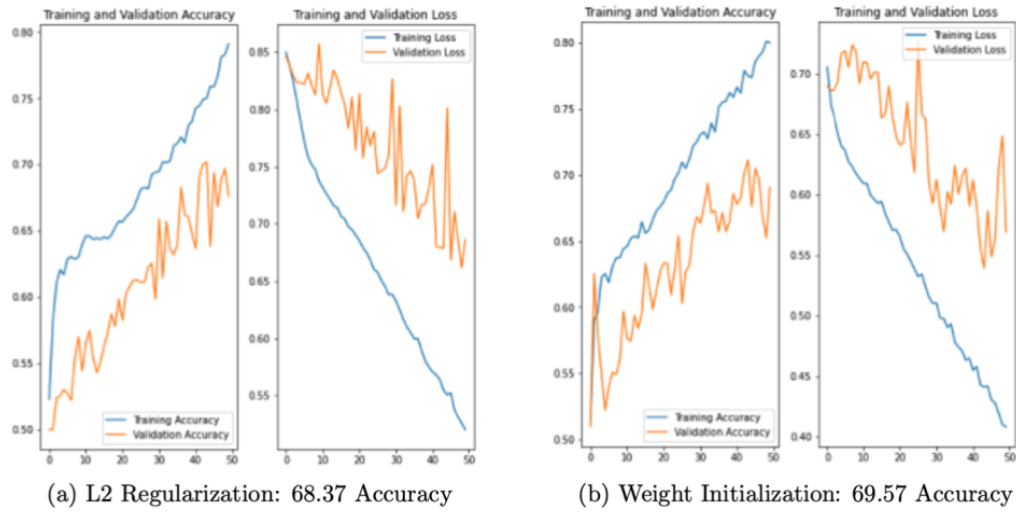 Training and Validation Accuracy
0.80
0.75
0.70
0.65
0.60
0.55
0.50
Training Accuracy
Validation Accuracy
0 10 20 30 40 50
Training and Validation Loss
Training Loss
Validation Loss
0.85
0.80
0.75
0.70
0.65
0.60
0.55
0 10 20 30 40 50
(a) L2 Regularization: 68.37 Accuracy
Training and Validation Accuracy
0.80
0.75
0.70
0.65
0.60
0.55
0.50
Training Accuracy
Validation Accuracy
0 10 20 30 40 50
Training and Validation Loss
Training Loss
Validation Loss
0.70
0.65
0.60
0.55
0.50
0.45
0.40
0 10 20 30 40 50
(b) Weight Initialization: 69.57 Accuracy